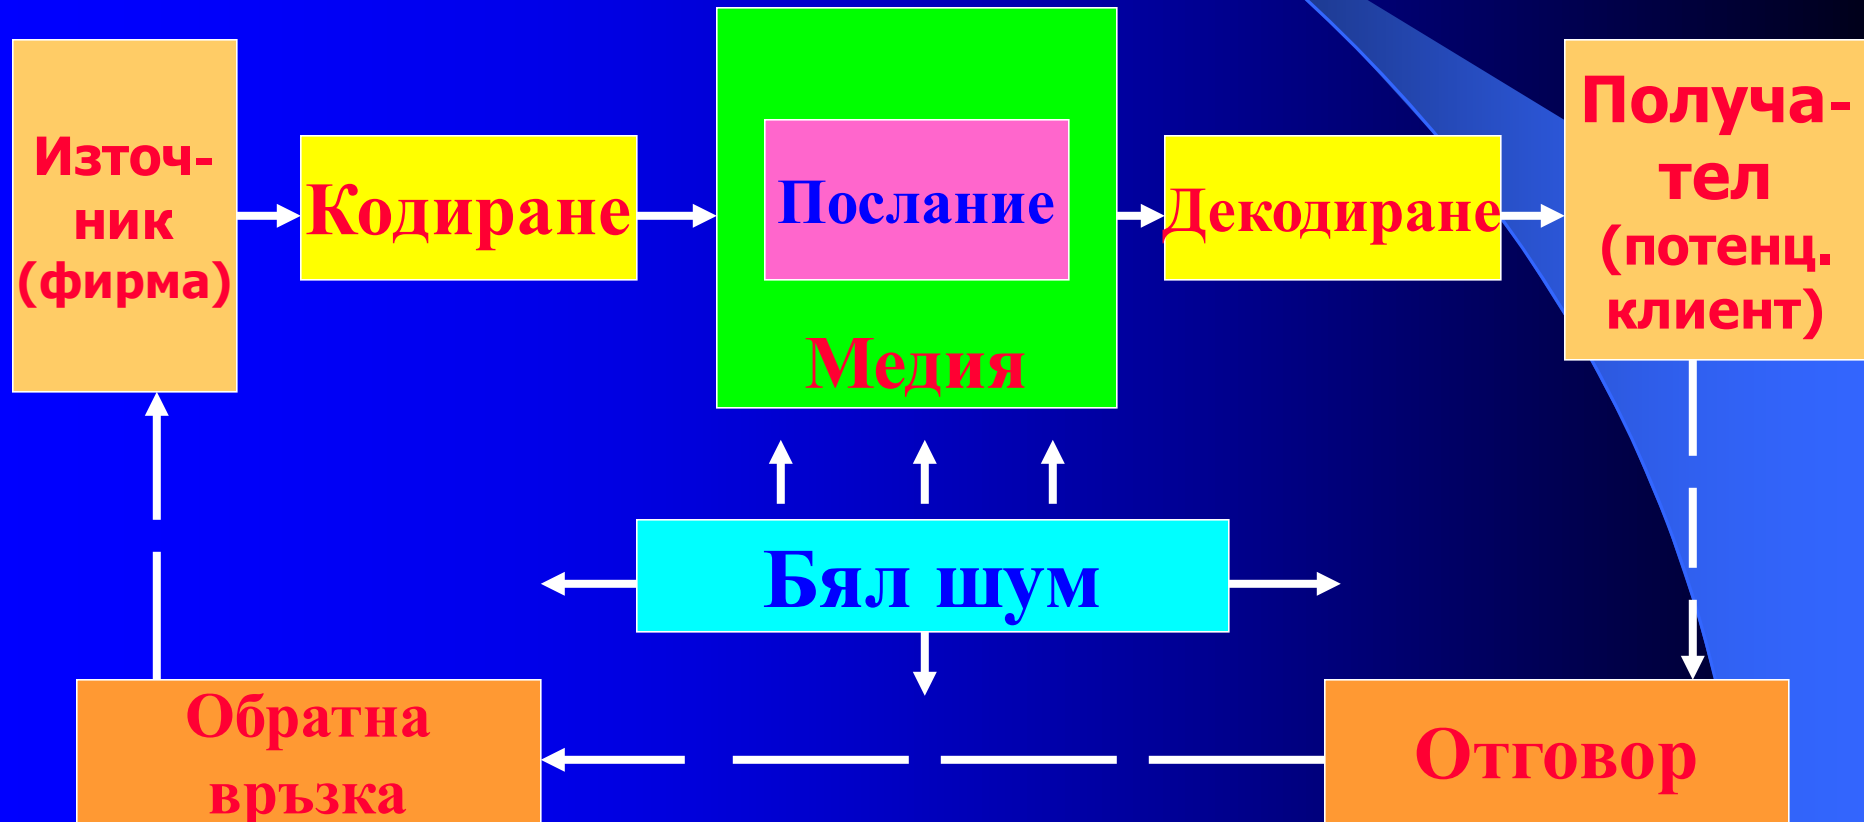 Източ-
ник
(фирма)
Кодиране
Послание
Медия
Декодиране
Получа-
тел
(потенц.
клиент)
Бял шум
Обратна
връзка
Отговор